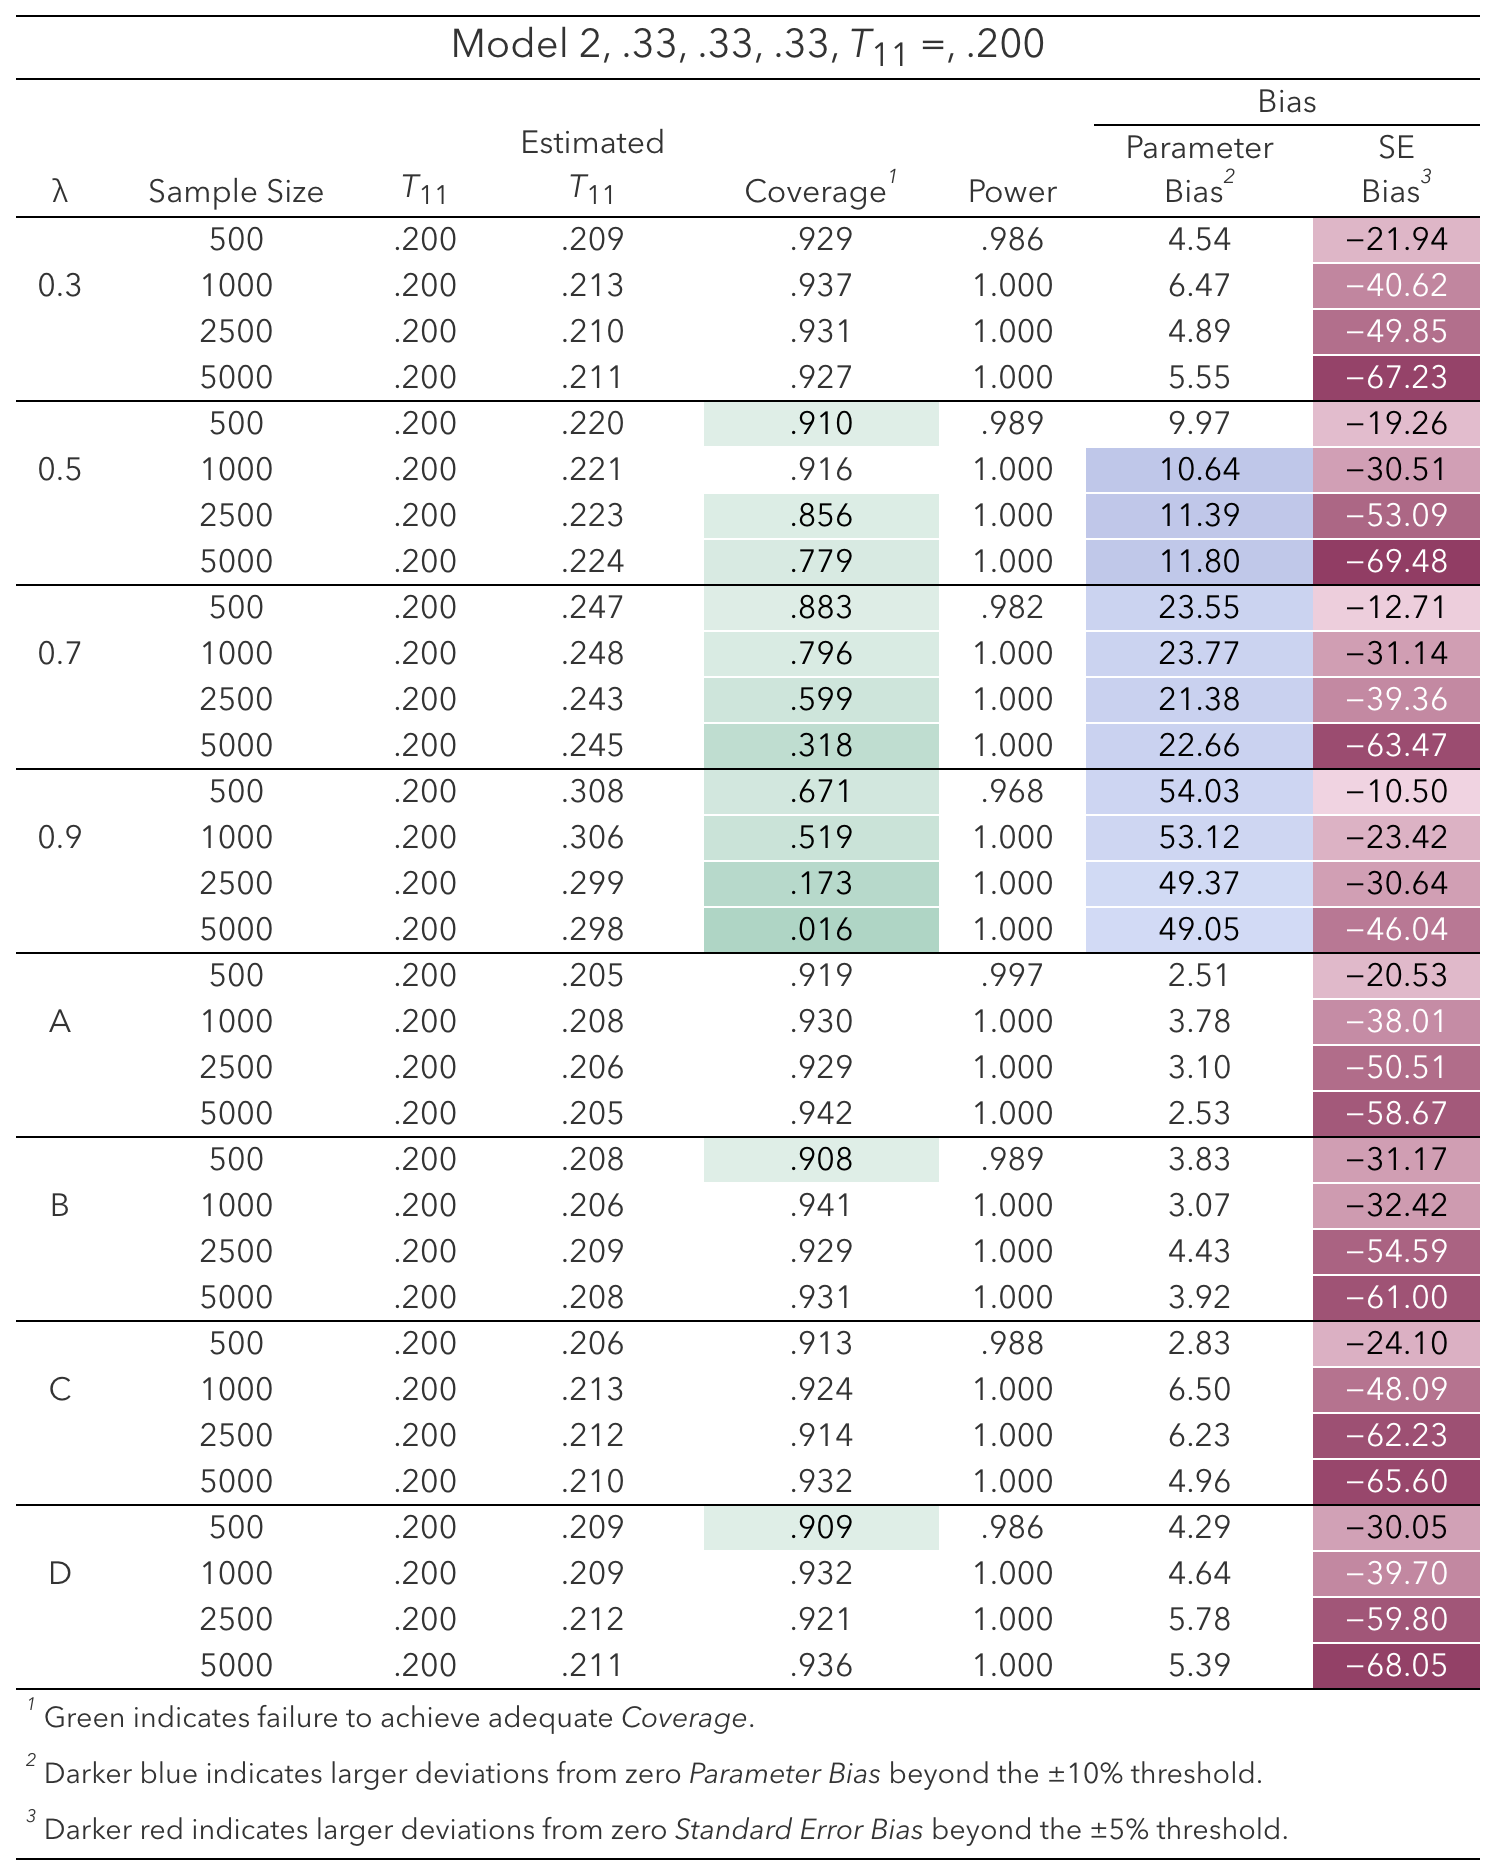 Model 2, .33, .33, .33, T11 =, .200
Bias
Estimated Parameter SE
λ Sample Size T11 T11 Coverage1 Power Bias2 Bias3
500 .200 .209 .929 .986 4.54 −21.94
0.3 1000 .200 .213 .937 1.000 6.47 −40.62
2500 .200 .210 .931 1.000 4.89 −49.85
5000 .200 .211 .927 1.000 5.55 −67.23
500 .200 .220 .910 .989 9.97 −19.26
0.5 1000 .200 .221 .916 1.000 10.64 −30.51
2500 .200 .223 .856 1.000 11.39 −53.09
5000 .200 .224 .779 1.000 11.80 −69.48
500 .200 .247 .883 .982 23.55 −12.71
0.7 1000 .200 .248 .796 1.000 23.77 −31.14
2500 .200 .243 .599 1.000 21.38 −39.36
5000 .200 .245 .318 1.000 22.66 −63.47
500 .200 .308 .671 .968 54.03 −10.50
0.9 1000 .200 .306 .519 1.000 53.12 −23.42
2500 .200 .299 .173 1.000 49.37 −30.64
5000 .200 .298 .016 1.000 49.05 −46.04
500 .200 .205 .919 .997 2.51 −20.53
A 1000 .200 .208 .930 1.000 3.78 −38.01
2500 .200 .206 .929 1.000 3.10 −50.51
5000 .200 .205 .942 1.000 2.53 −58.67
500 .200 .208 .908 .989 3.83 −31.17
B 1000 .200 .206 .941 1.000 3.07 −32.42
2500 .200 .209 .929 1.000 4.43 −54.59
5000 .200 .208 .931 1.000 3.92 −61.00
500 .200 .206 .913 .988 2.83 −24.10
C 1000 .200 .213 .924 1.000 6.50 −48.09
2500 .200 .212 .914 1.000 6.23 −62.23
5000 .200 .210 .932 1.000 4.96 −65.60
500 .200 .209 .909 .986 4.29 −30.05
D 1000 .200 .209 .932 1.000 4.64 −39.70
2500 .200 .212 .921 1.000 5.78 −59.80
5000 .200 .211 .936 1.000 5.39 −68.05
1 Green indicates failure to achieve adequate Coverage.
2 Darker blue indicates larger deviations from zero Parameter Bias beyond the ±10% threshold.
3 Darker red indicates larger deviations from zero Standard Error Bias beyond the ±5% threshold.